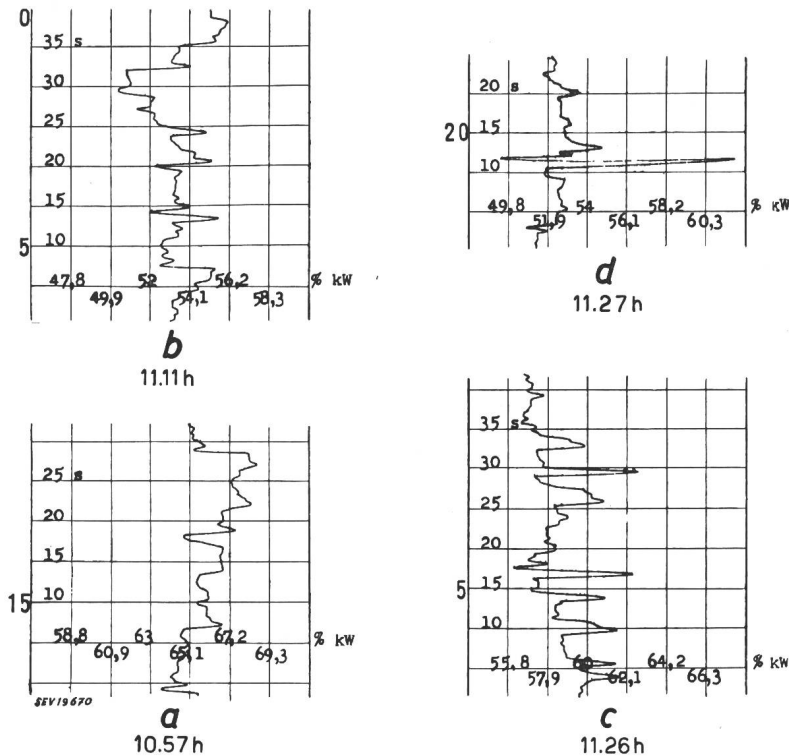 0
35 s
30
25
20
15
5 10
47,8 52 56,2 % kW
49,9 54,1 58,3
b
11.11 h
20 s
20 15
10
49,8 54 58,2 % kW
51,9 56,1 60,3
d
11.27 h
25 s
20
15
15 10
58,8 63 67,2 % kW
60,9 65,1 69,3
SEV19670
a
10.57 h
35 s
30
25
20
5 15
10
55,8 60 64,2 % kW
57,9 62,1 66,3
c
11.26 h